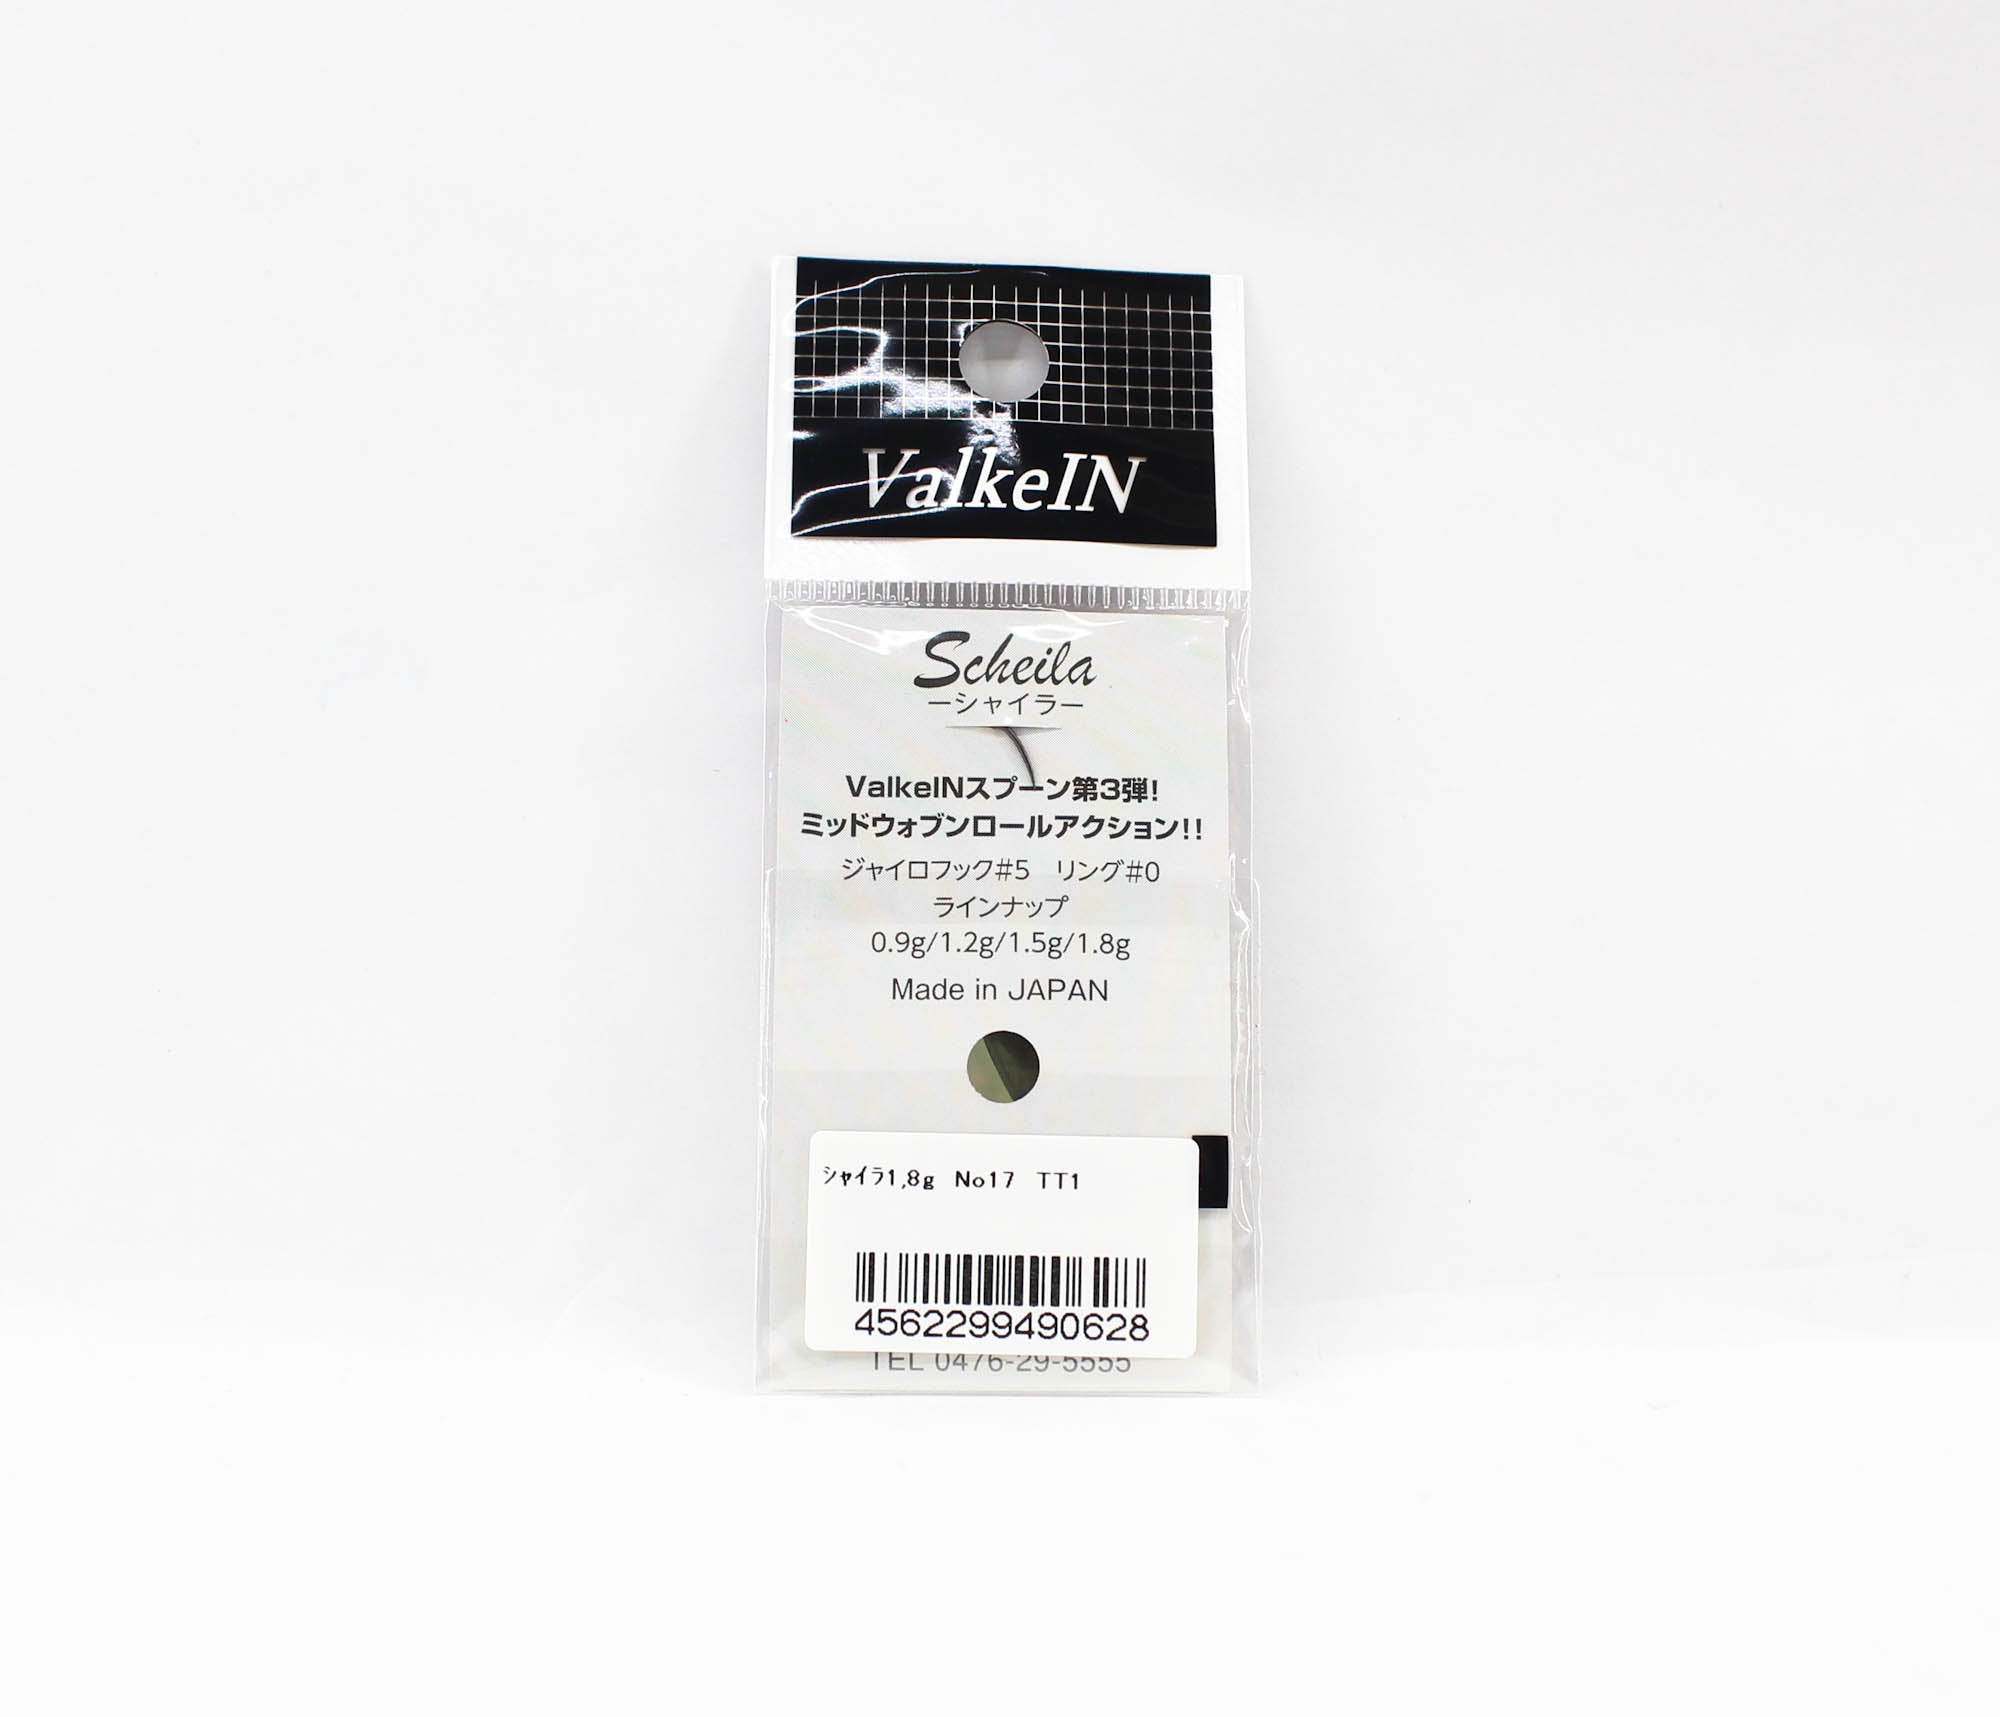 ValkeIN
Scheila
ーシャイラー
ValkeINスプーン第3弾!
ミッドウォブンロールアクション!!
ジャイロフック#5 リング#0
ラインナップ
0.9g/1.2g/1.5g/1.8g
Made in JAPAN
シャイラ1,8g No17 TT1
4562299490628
TEL 0476-29-5555